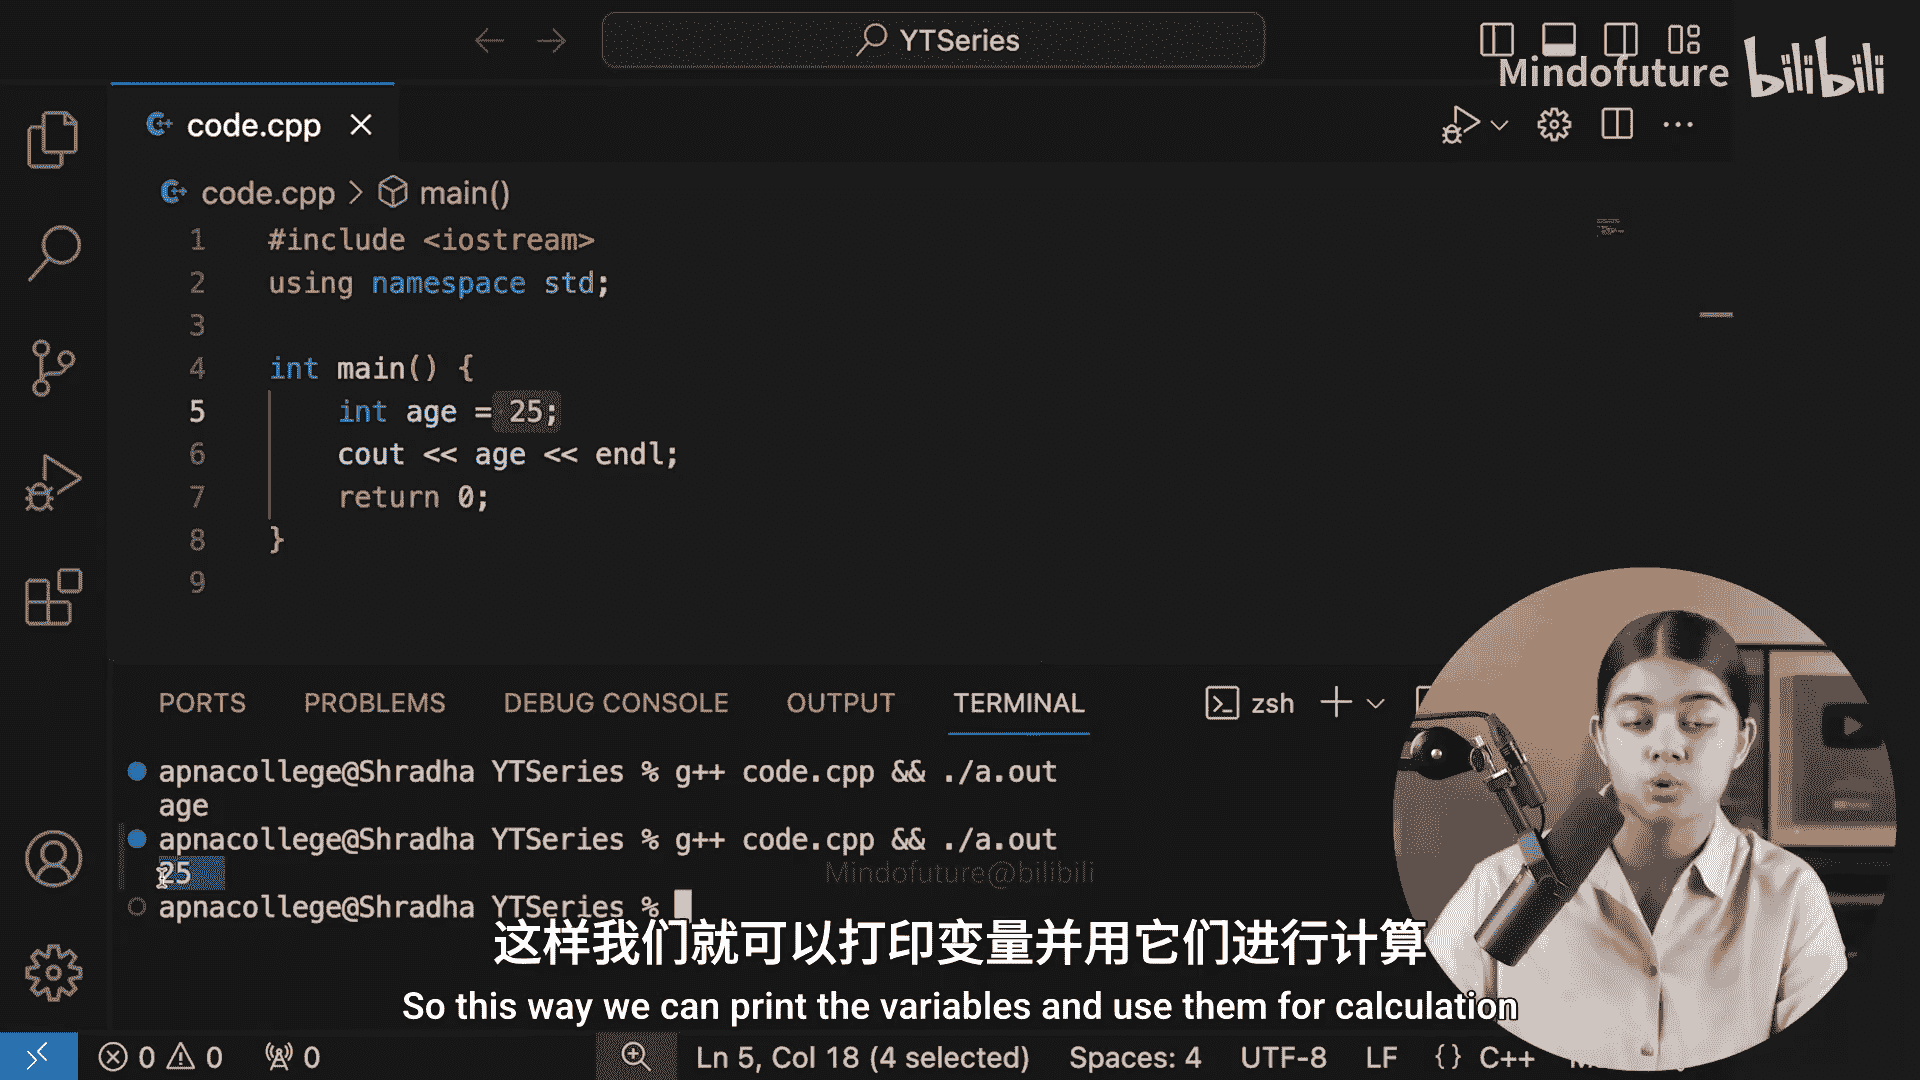 YTSeries
Mindofuture bilibili
code.cpp
code.cpp > main()
1 #include <iostream>
2 using namespace std;
3
4 int main() {
5 int age = 25;
6 cout << age << endl;
7 return 0;
8 }
9
PORTS PROBLEMS DEBUG CONSOLE OUTPUT TERMINAL zsh
apnacollege@Shradha YTSeries % g++ code.cpp && ./a.out
age
apnacollege@Shradha YTSeries % g++ code.cpp && ./a.out
25
Mindofuture@bilibili
apnacollege@Shradha YTSeries %
这样我们就可以打印变量并用它们进行计算
So this way we can print the variables and use them for calculation
0 0 0 Ln 5, Col 18 (4 selected) Spaces: 4 UTF-8 LF {} C++